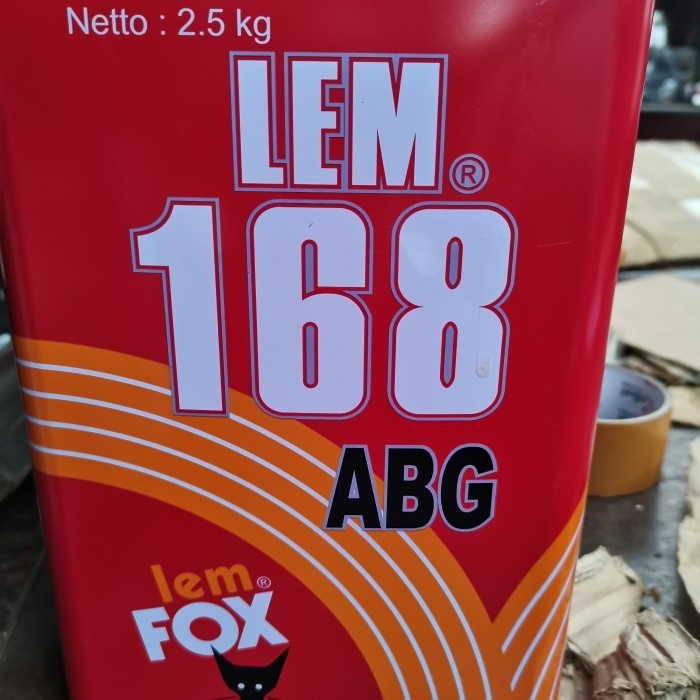 Netto : 2.5 kg
LEM®
168
ABG
lem®
FOX